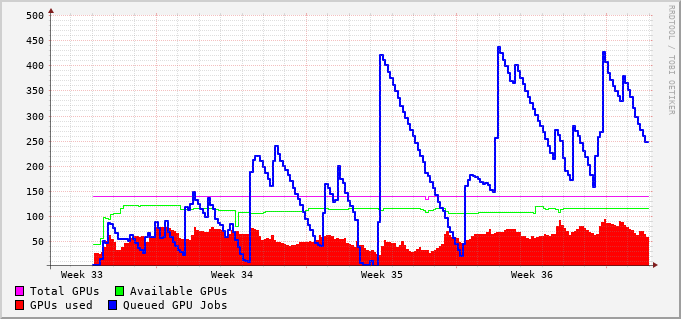 500
450
400
350
300
250
200
150
100
50
Week 33 Week 34 Week 35 Week 36
Total GPUs Available GPUs
GPUs used Queued GPU Jobs
RRDTOOL / TOBI OETIKER